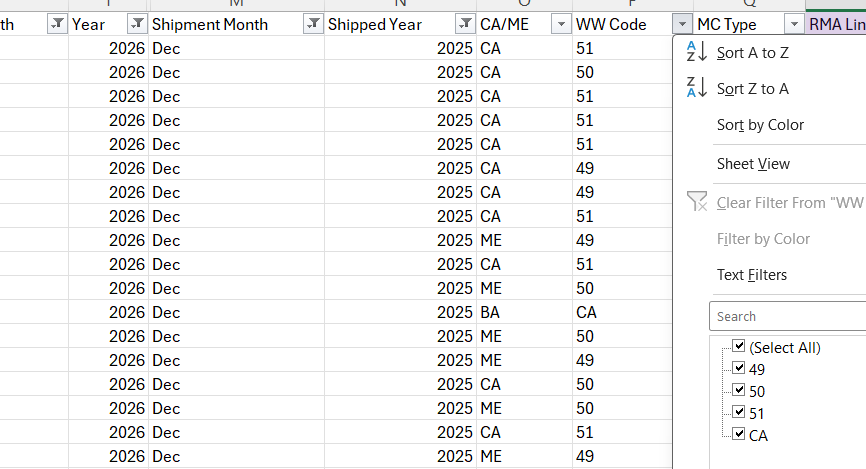 th Year Shipment Month Shipped Year CA/ME WW Code MC Type RMA Lin
2026 Dec 2025 CA 51
2026 Dec 2025 CA 50
2026 Dec 2025 CA 51
2026 Dec 2025 CA 51
2026 Dec 2025 CA 51
2026 Dec 2025 CA 49
2026 Dec 2025 CA 49
2026 Dec 2025 CA 51
2026 Dec 2025 ME 49
2026 Dec 2025 CA 51
2026 Dec 2025 ME 50
2026 Dec 2025 BA CA
2026 Dec 2025 ME 50
2026 Dec 2025 ME 49
2026 Dec 2025 CA 50
2026 Dec 2025 ME 50
2026 Dec 2025 CA 51
2026 Dec 2025 ME 49
Sort A to Z
Sort Z to A
Sort by Color
Sheet View
Clear Filter From "WW
Filter by Color
Text Filters
Search
(Select All)
49
50
51
CA